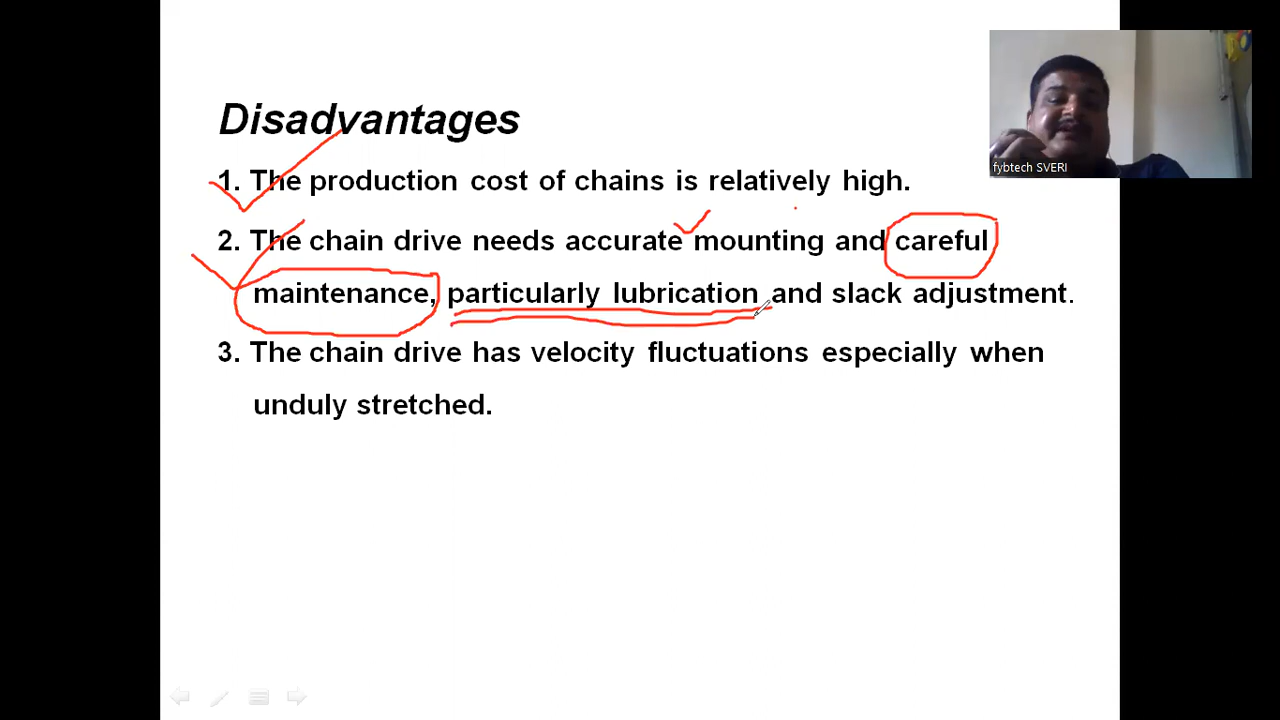 Disadvantages
1. The production cost of chains is relatively high.
2. The chain drive needs accurate mounting and careful
maintenance, particularly lubrication and slack adjustment.
3. The chain drive has velocity fluctuations especially when
unduly stretched.
fybtech SVERI